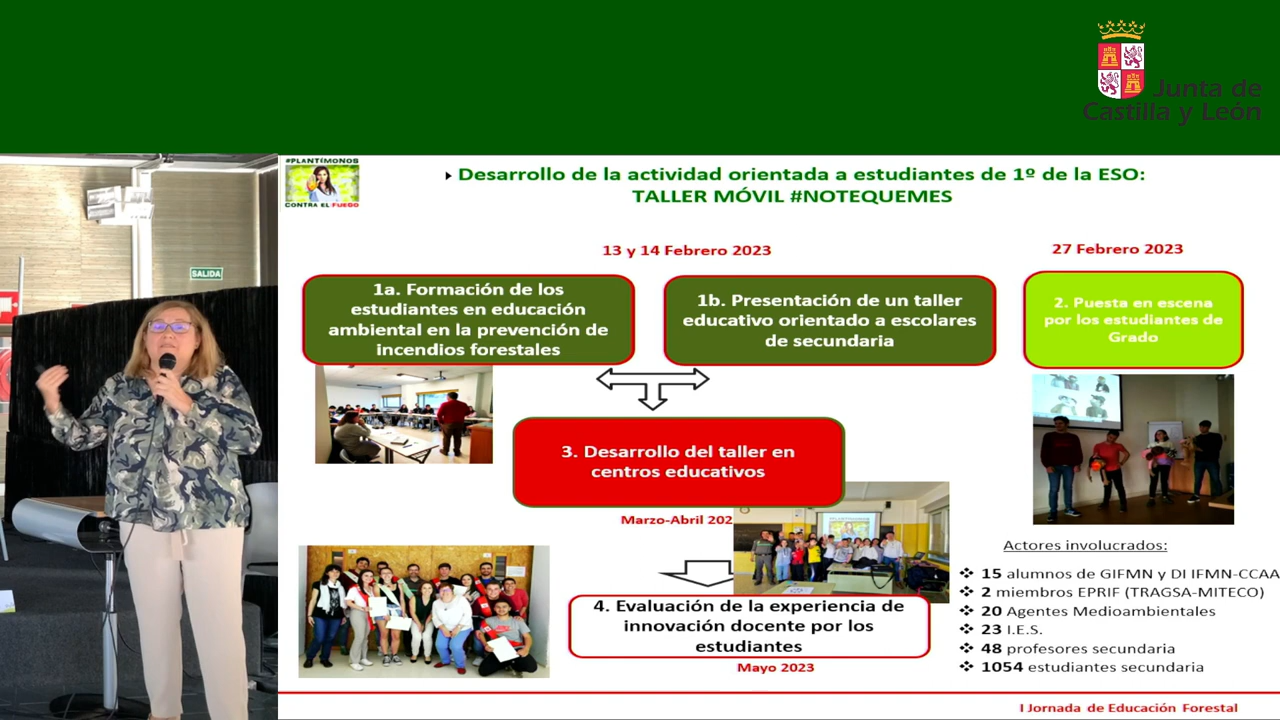 Junta de
Castilla y León
SALIDA
#PLANTÍMONOS
CONTRA EL FUEGO
Desarrollo de la actividad orientada a estudiantes de 1º de la ESO:
TALLER MÓVIL #NOTEQUEMES
13 y 14 Febrero 2023
27 Febrero 2023
1a. Formación de los
estudiantes en educación
ambiental en la prevención de
incendios forestales
1b. Presentación de un taller
educativo orientado a escolares
de secundaria
2. Puesta en escena
por los estudiantes de
Grado
3. Desarrollo del taller en
centros educativos
Marzo-Abril 202
4. Evaluación de la experiencia de
innovación docente por los
estudiantes
Mayo 2023
Actores involucrados:
❖ 15 alumnos de GIFMN y DI IFMN-CCAA
❖ 2 miembros EPRIF (TRAGSA-MITECO)
❖ 20 Agentes Medioambientales
❖ 23 I.E.S.
❖ 48 profesores secundaria
❖ 1054 estudiantes secundaria
I Jornada de Educación Forestal